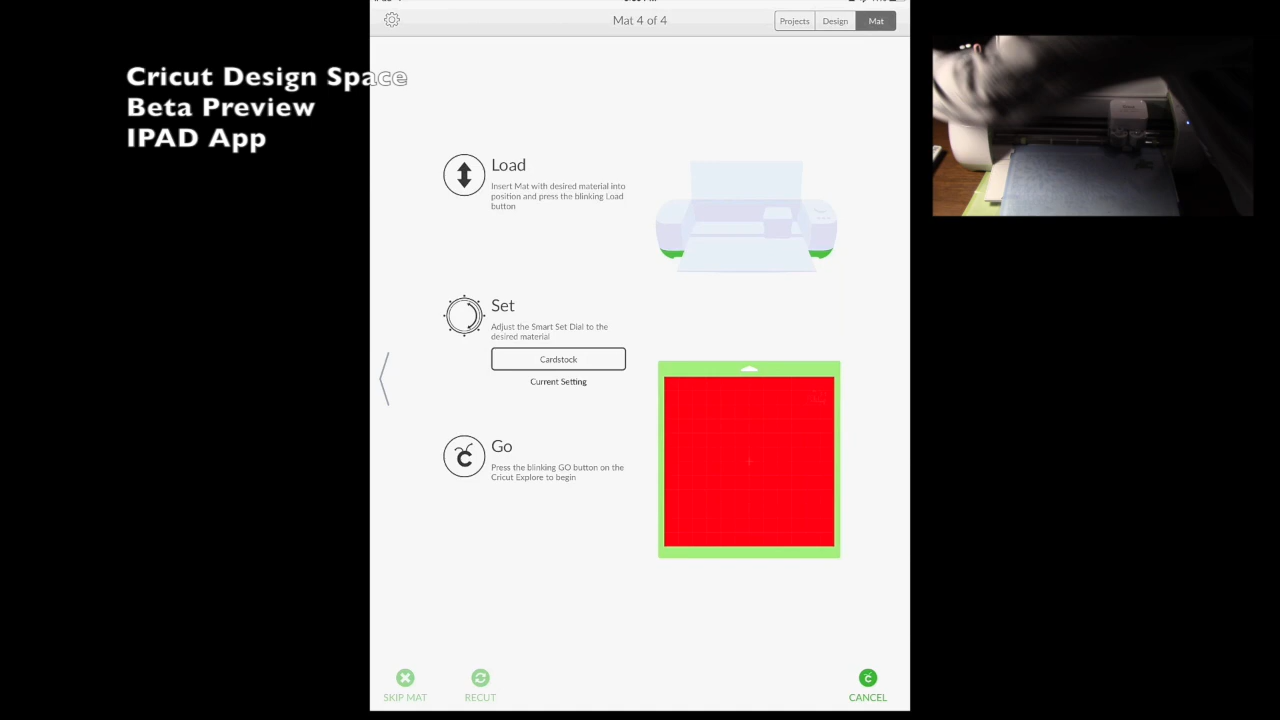 Mat 4 of 4
Projects
Design
Mat
Cricut Design Space
Beta Preview
IPAD App
Load
Insert Mat with desired material into
position and press the blinking Load
button
Set
Adjust the Smart Set Dial to the
desired material
Cardstock
Current Setting
Go
Press the blinking GO button on the
Cricut Explore to begin
SKIP MAT
RECUT
CANCEL